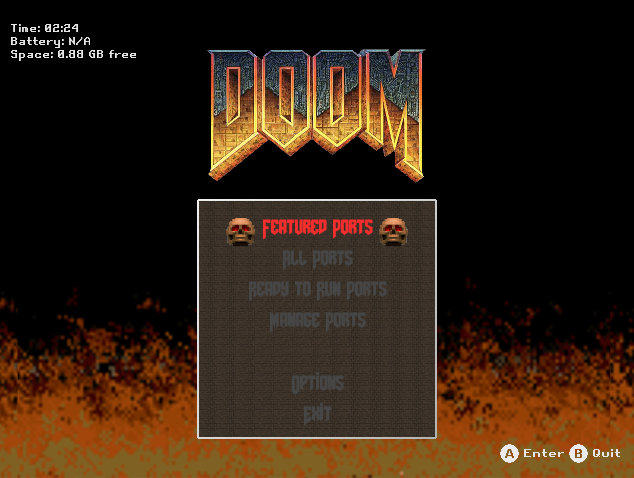 Time: 02:24
Battery: N/A
Space: 0.88 GB free
DOOM
Featured Ports
All Ports
Ready to Run Ports
Manage Ports
Options
Exit
A Enter B Quit